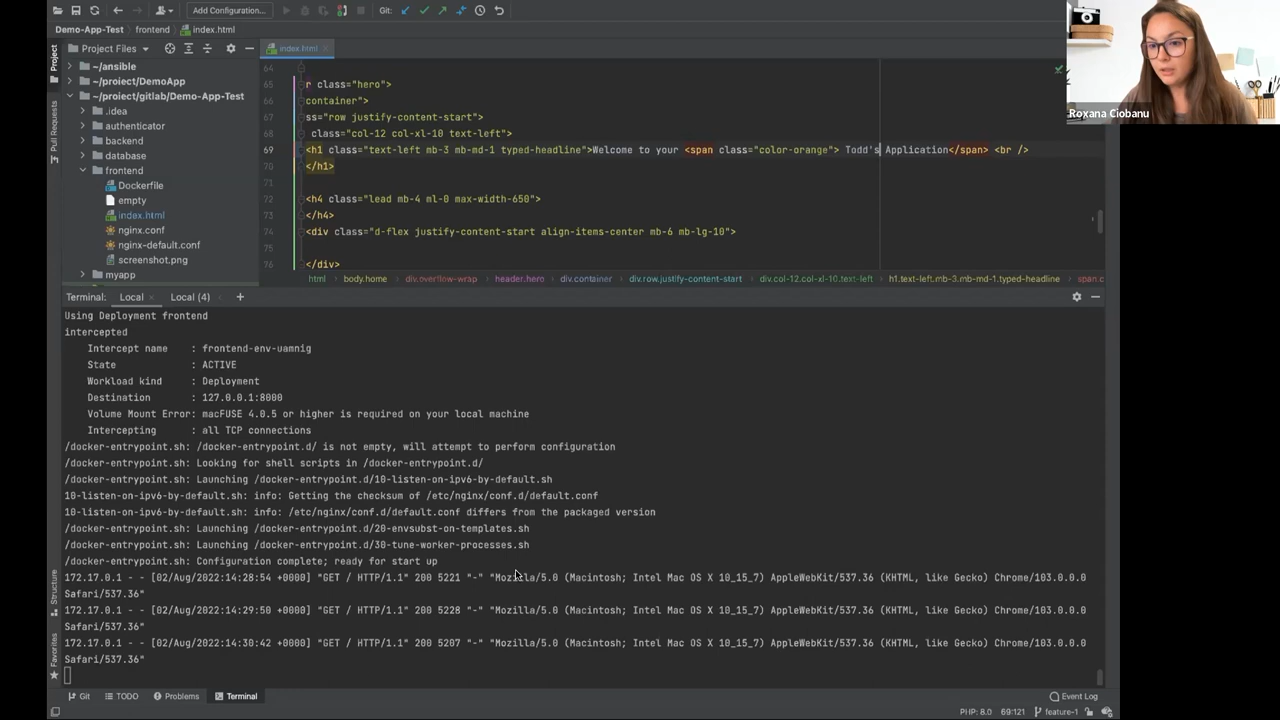 Add Configuration...
Git:
Demo-App-Test
frontend
index.html
Roxana Ciobanu
Project
Pull Requests
Project Files
~/ansible
~/project/DemoApp
~/project/gitlab/Demo-App-Test
.idea
authenticator
backend
database
frontend
Dockerfile
empty
index.html
nginx.conf
nginx-default.conf
screenshot.png
myapp
index.html
64
65 r class="hero">
66 container">
67 ss="row justify-content-start">
68 class="col-12 col-xl-10 text-left">
69 <h1 class="text-left mb-3 mb-md-1 typed-headline">Welcome to your <span class="color-orange"> Todd's Application</span> <br />
70 </h1>
71
72 <h4 class="lead mb-4 ml-0 max-width-650">
73 </h4>
74 <div class="d-flex justify-content-start align-items-center mb-6 mb-lg-10">
75
76 </div>
html body.home div.overflow-wrap header.hero div.container div.row.justify-content-start div.col-12.col-xl-10.text-left h1.text-left.mb-3.mb-md-1.typed-headline span.c
Terminal: Local Local (4)
Using Deployment frontend
intercepted
Intercept name : frontend-env-uamnig
State : ACTIVE
Workload kind : Deployment
Destination : 127.0.0.1:8000
Volume Mount Error: macFUSE 4.0.5 or higher is required on your local machine
Intercepting : all TCP connections
/docker-entrypoint.sh: /docker-entrypoint.d/ is not empty, will attempt to perform configuration
/docker-entrypoint.sh: Looking for shell scripts in /docker-entrypoint.d/
/docker-entrypoint.sh: Launching /docker-entrypoint.d/10-listen-on-ipv6-by-default.sh
10-listen-on-ipv6-by-default.sh: info: Getting the checksum of /etc/nginx/conf.d/default.conf
10-listen-on-ipv6-by-default.sh: info: /etc/nginx/conf.d/default.conf differs from the packaged version
/docker-entrypoint.sh: Launching /docker-entrypoint.d/20-envsubst-on-templates.sh
/docker-entrypoint.sh: Launching /docker-entrypoint.d/30-tune-worker-processes.sh
/docker-entrypoint.sh: Configuration complete; ready for start up
172.17.0.1 - - [02/Aug/2022:14:28:54 +0000] "GET / HTTP/1.1" 200 5221 "-" "Mozilla/5.0 (Macintosh; Intel Mac OS X 10_15_7) AppleWebKit/537.36 (KHTML, like Gecko) Chrome/103.0.0.0
Safari/537.36"
172.17.0.1 - - [02/Aug/2022:14:29:50 +0000] "GET / HTTP/1.1" 200 5228 "-" "Mozilla/5.0 (Macintosh; Intel Mac OS X 10_15_7) AppleWebKit/537.36 (KHTML, like Gecko) Chrome/103.0.0.0
Safari/537.36"
172.17.0.1 - - [02/Aug/2022:14:30:42 +0000] "GET / HTTP/1.1" 200 5207 "-" "Mozilla/5.0 (Macintosh; Intel Mac OS X 10_15_7) AppleWebKit/537.36 (KHTML, like Gecko) Chrome/103.0.0.0
Safari/537.36"
Structure
Favorites
Git TODO Problems Terminal Event Log
PHP: 8.0 69:121 feature-1